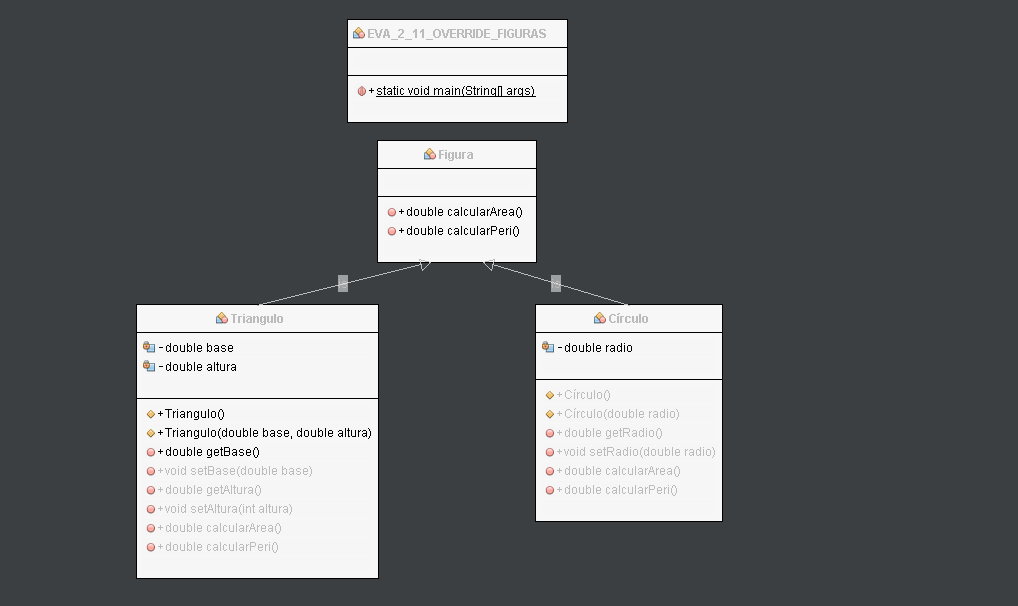 EVA_2_11_OVERRIDE_FIGURAS
+static void main(String[] args)
Figura
+double calcularArea()
+double calcularPeri()
Triangulo
-double base
-double altura
+Triangulo()
+Triangulo(double base, double altura)
+double getBase()
+void setBase(double base)
+double getAltura()
+void setAltura(int altura)
+double calcularArea()
+double calcularPeri()
Círculo
-double radio
+Círculo()
+Círculo(double radio)
+double getRadio()
+void setRadio(double radio)
+double calcularArea()
+double calcularPeri()